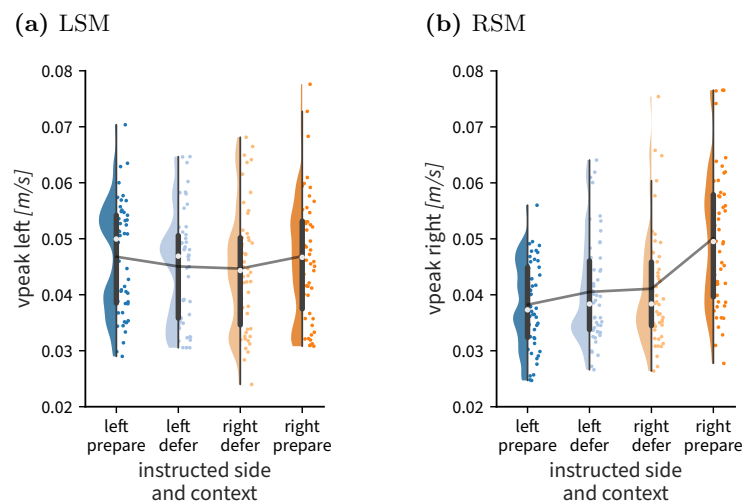 (a) LSM
0.08
0.07
0.06
0.05
0.04
0.03
0.02
vpeak left [m/s]
left prepare
left defer
right defer
right prepare
instructed side
and context
(b) RSM
0.08
0.07
0.06
0.05
0.04
0.03
0.02
vpeak right [m/s]
left prepare
left defer
right defer
right prepare
instructed side
and context